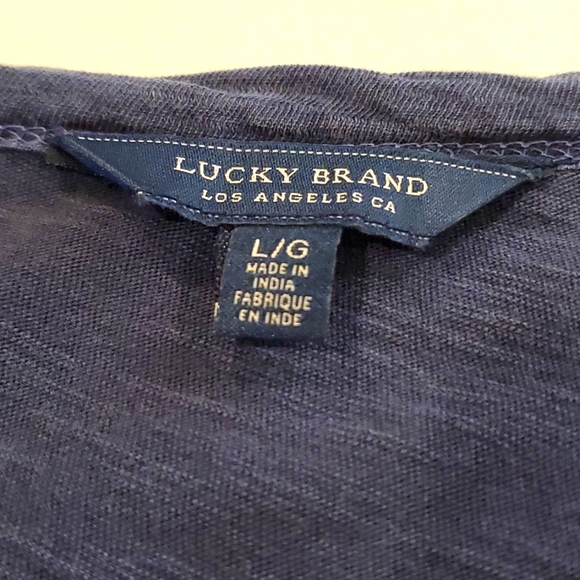 LUCKY BRAND
LOS ANGELES CA
L/G
MADE IN
INDIA
FABRIQUE
EN INDE